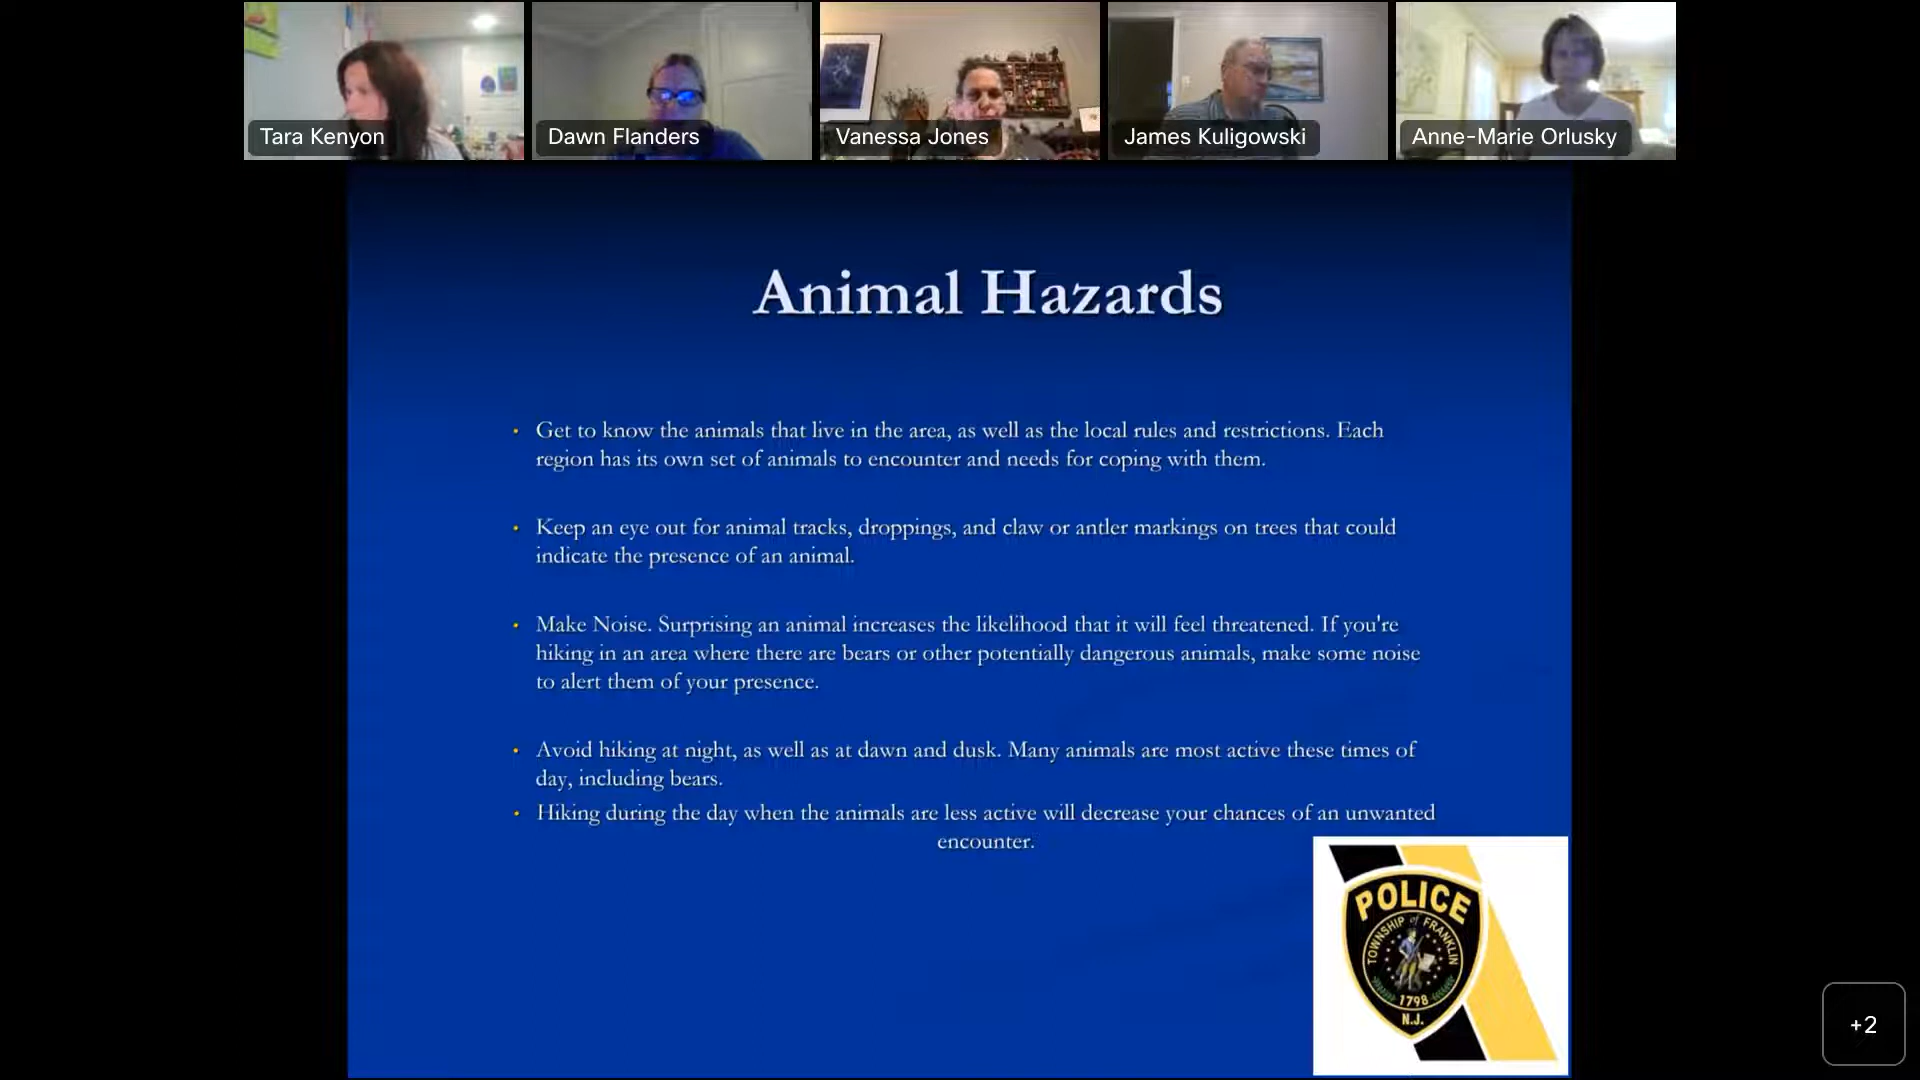 Tara Kenyon
Dawn Flanders
Vanessa Jones
James Kuligowski
Anne-Marie Orlusky
Animal Hazards
• Get to know the animals that live in the area, as well as the local rules and restrictions. Each
region has its own set of animals to encounter and needs for coping with them.
• Keep an eye out for animal tracks, droppings, and claw or antler markings on trees that could
indicate the presence of an animal.
• Make Noise. Surprising an animal increases the likelihood that it will feel threatened. If you're
hiking in an area where there are bears or other potentially dangerous animals, make some noise
to alert them of your presence.
• Avoid hiking at night, as well as at dawn and dusk. Many animals are most active these times of
day, including bears.
• Hiking during the day when the animals are less active will decrease your chances of an unwanted
encounter.
POLICE
TOWNSHIP of FRANKLIN
1798
N.J.
+2